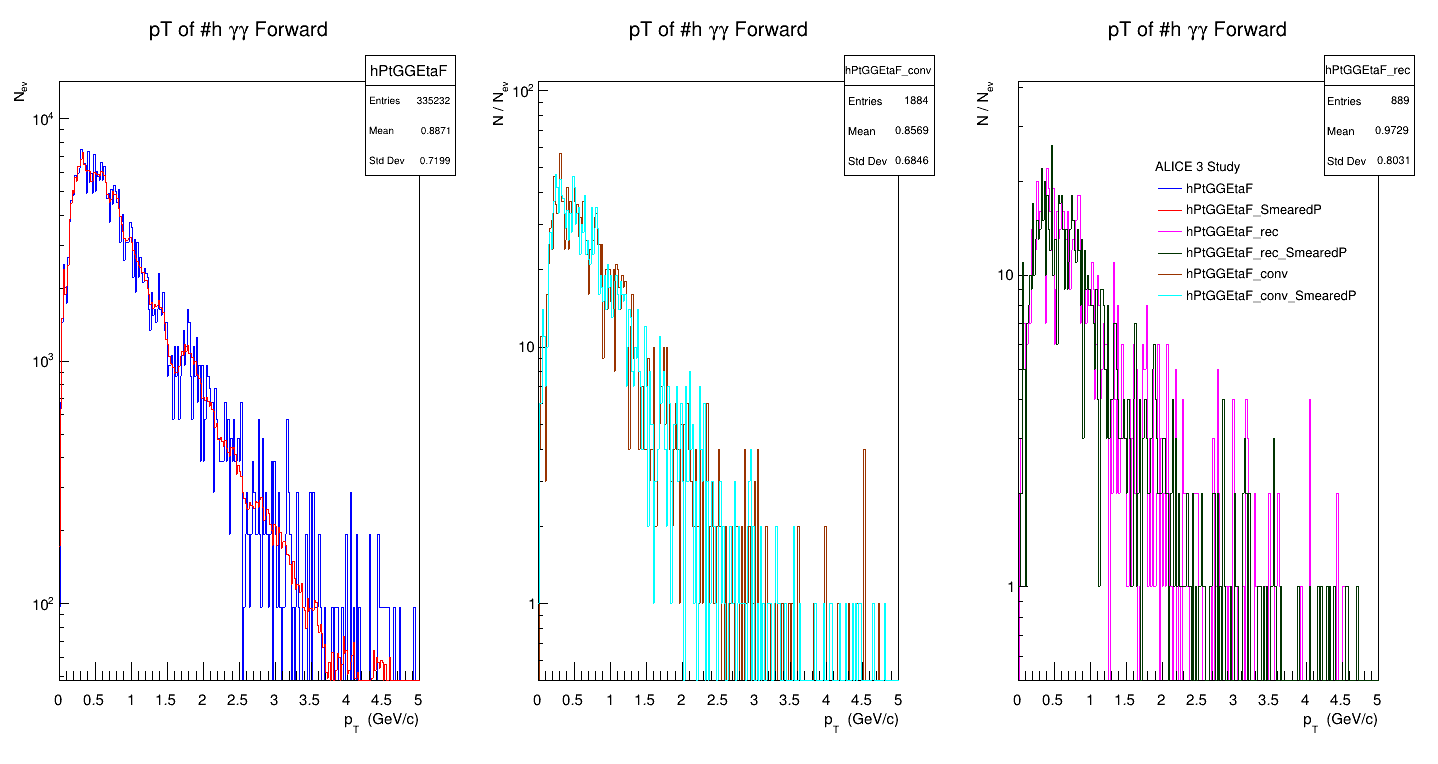 pT of #h γγ Forward
N_ev
hPtGGEtaF
Entries 335232
Mean 0.8871
Std Dev 0.7199
10^4
10^3
10^2
0 0.5 1 1.5 2 2.5 3 3.5 4 4.5 5
p_T (GeV/c)
pT of #h γγ Forward
N / N_ev
hPtGGEtaF_conv
Entries 1884
Mean 0.8569
Std Dev 0.6846
10^2
10
1
0 0.5 1 1.5 2 2.5 3 3.5 4 4.5 5
p_T (GeV/c)
pT of #h γγ Forward
N / N_ev
hPtGGEtaF_rec
Entries 889
Mean 0.9729
Std Dev 0.8031
ALICE 3 Study
hPtGGEtaF
hPtGGEtaF_SmearedP
hPtGGEtaF_rec
hPtGGEtaF_rec_SmearedP
hPtGGEtaF_conv
hPtGGEtaF_conv_SmearedP
10
1
0 0.5 1 1.5 2 2.5 3 3.5 4 4.5 5
p_T (GeV/c)